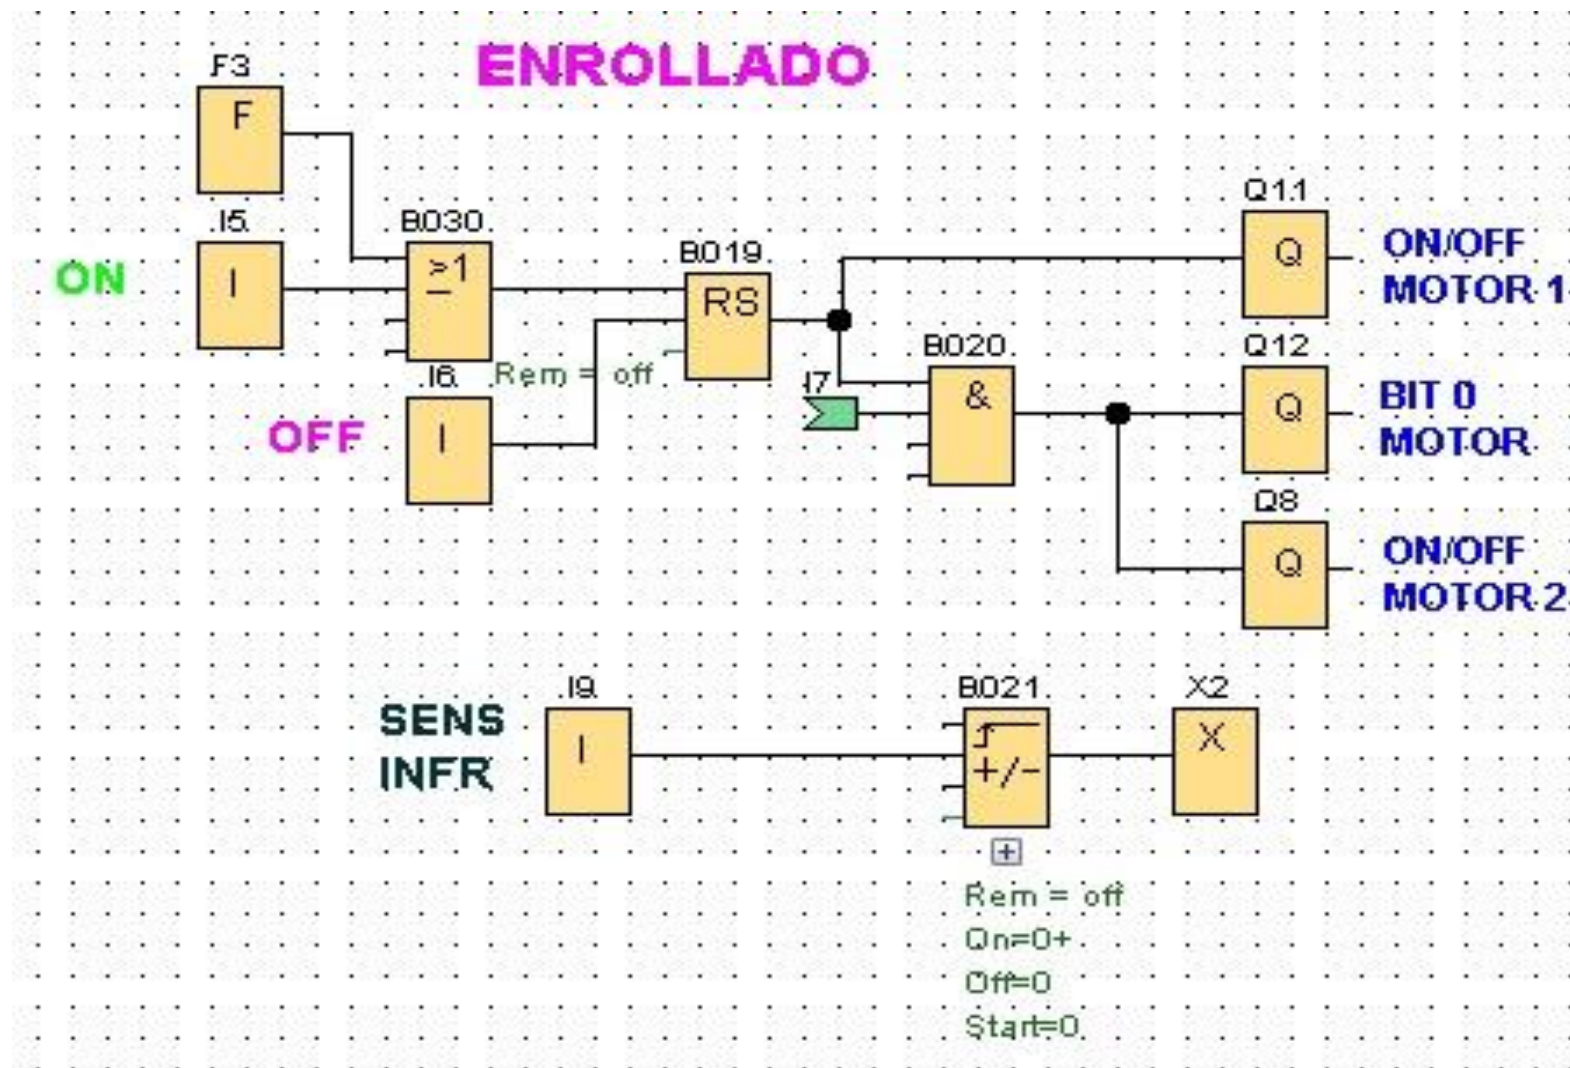 ENROLLADO
F3
F
I5
I
ON
B030
≥1
B019
RS
Rem = off
I6
I
OFF
I7
B020
&
Q11
Q
ON/OFF
MOTOR 1
Q12
Q
BIT 0
MOTOR
Q8
Q
ON/OFF
MOTOR 2
SENS
INFR
I9
I
B021
+/-
X2
X
+
Rem = off
On=0+
Off=0
Start=0